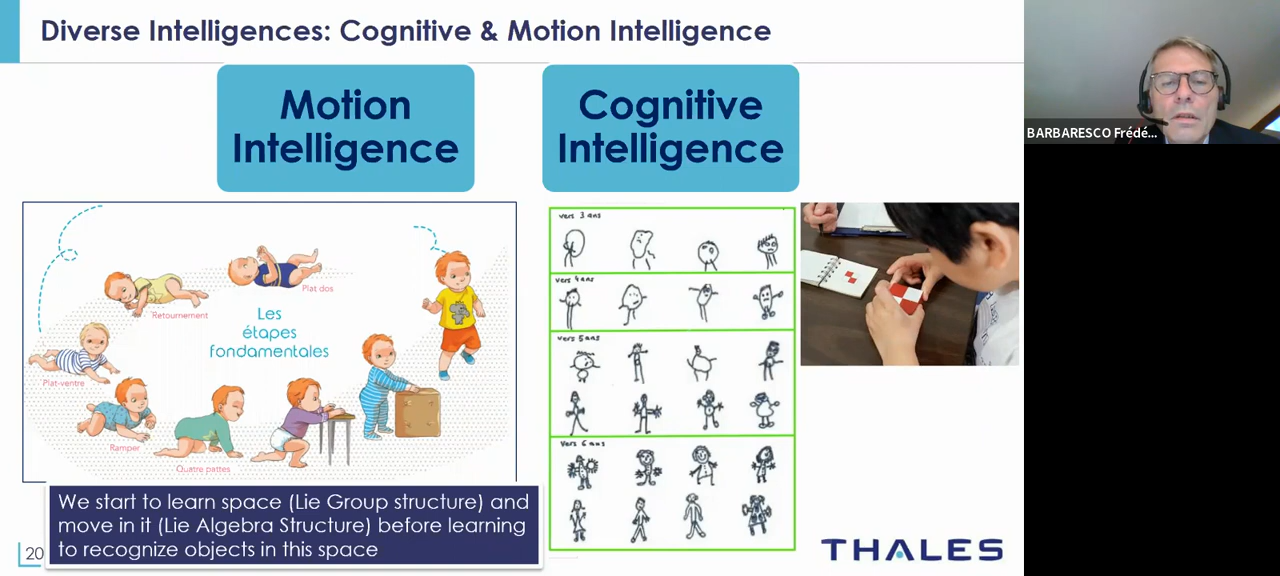 Diverse Intelligences: Cognitive & Motion Intelligence
Motion
Intelligence
Cognitive
Intelligence
BARBARESCO Frédé...
Plat dos
Retournement
Les
étapes
fondamentales
Plat-ventre
Ramper
Quatre pattes
vers 3 ans
vers 4 ans
vers 5 ans
vers 6 ans
We start to learn space (Lie Group structure) and
move in it (Lie Algebra Structure) before learning
to recognize objects in this space
20
THALES